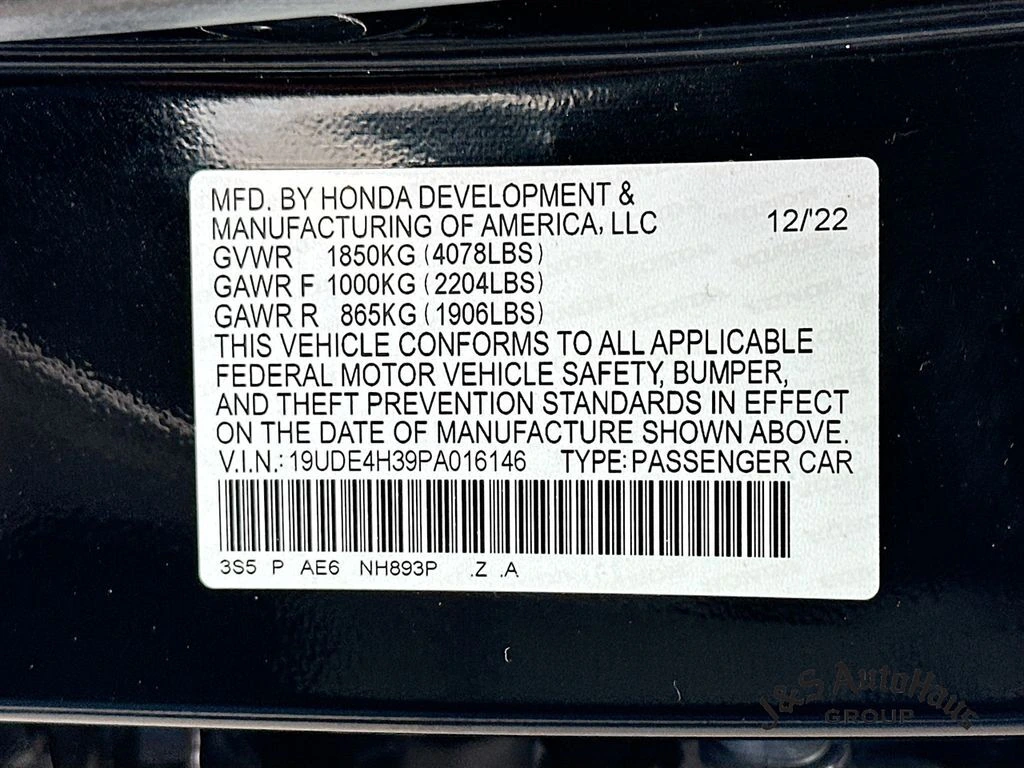 MFD. BY HONDA DEVELOPMENT &
MANUFACTURING OF AMERICA, LLC 12/'22
GVWR 1850KG (4078LBS)
GAWR F 1000KG (2204LBS)
GAWR R 865KG (1906LBS)
THIS VEHICLE CONFORMS TO ALL APPLICABLE
FEDERAL MOTOR VEHICLE SAFETY, BUMPER,
AND THEFT PREVENTION STANDARDS IN EFFECT
ON THE DATE OF MANUFACTURE SHOWN ABOVE.
V.I.N.: 19UDE4H39PA016146 TYPE: PASSENGER CAR
3S5 P AE6 NH893P .Z .A
J&S AutoHaus
GROUP